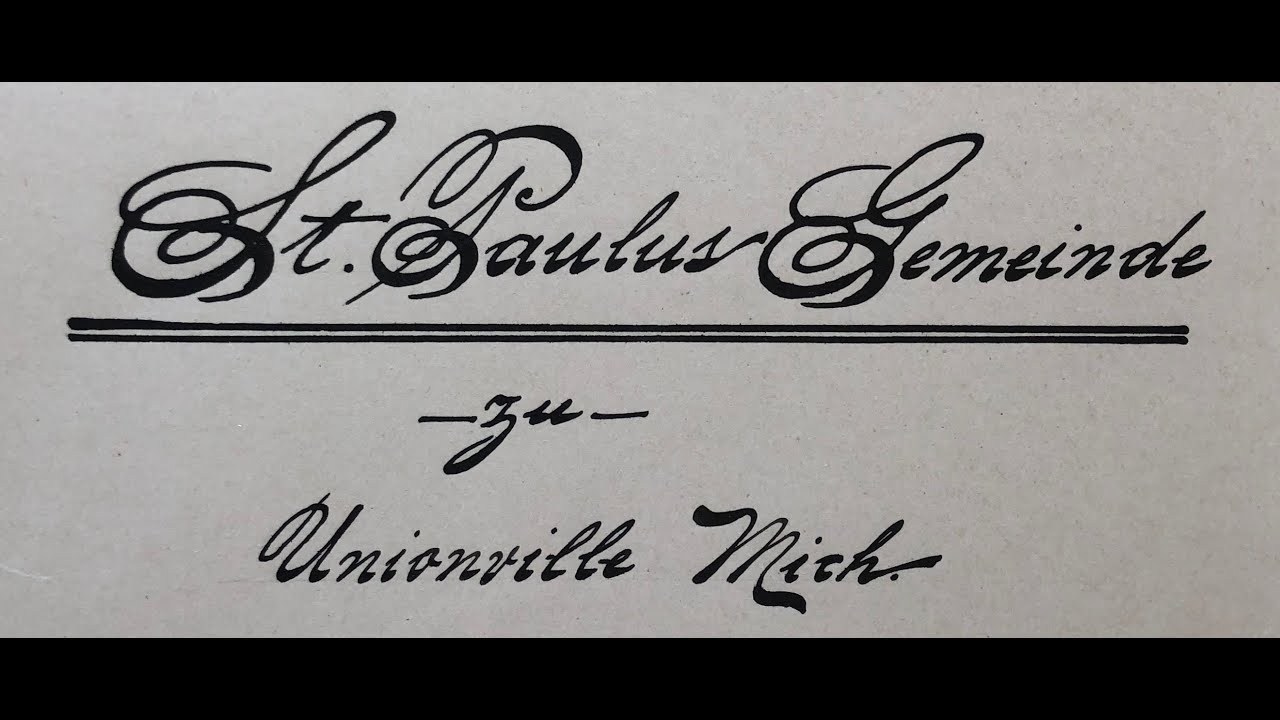 St. Paulus Gemeinde
— zu —
Unionville Mich.